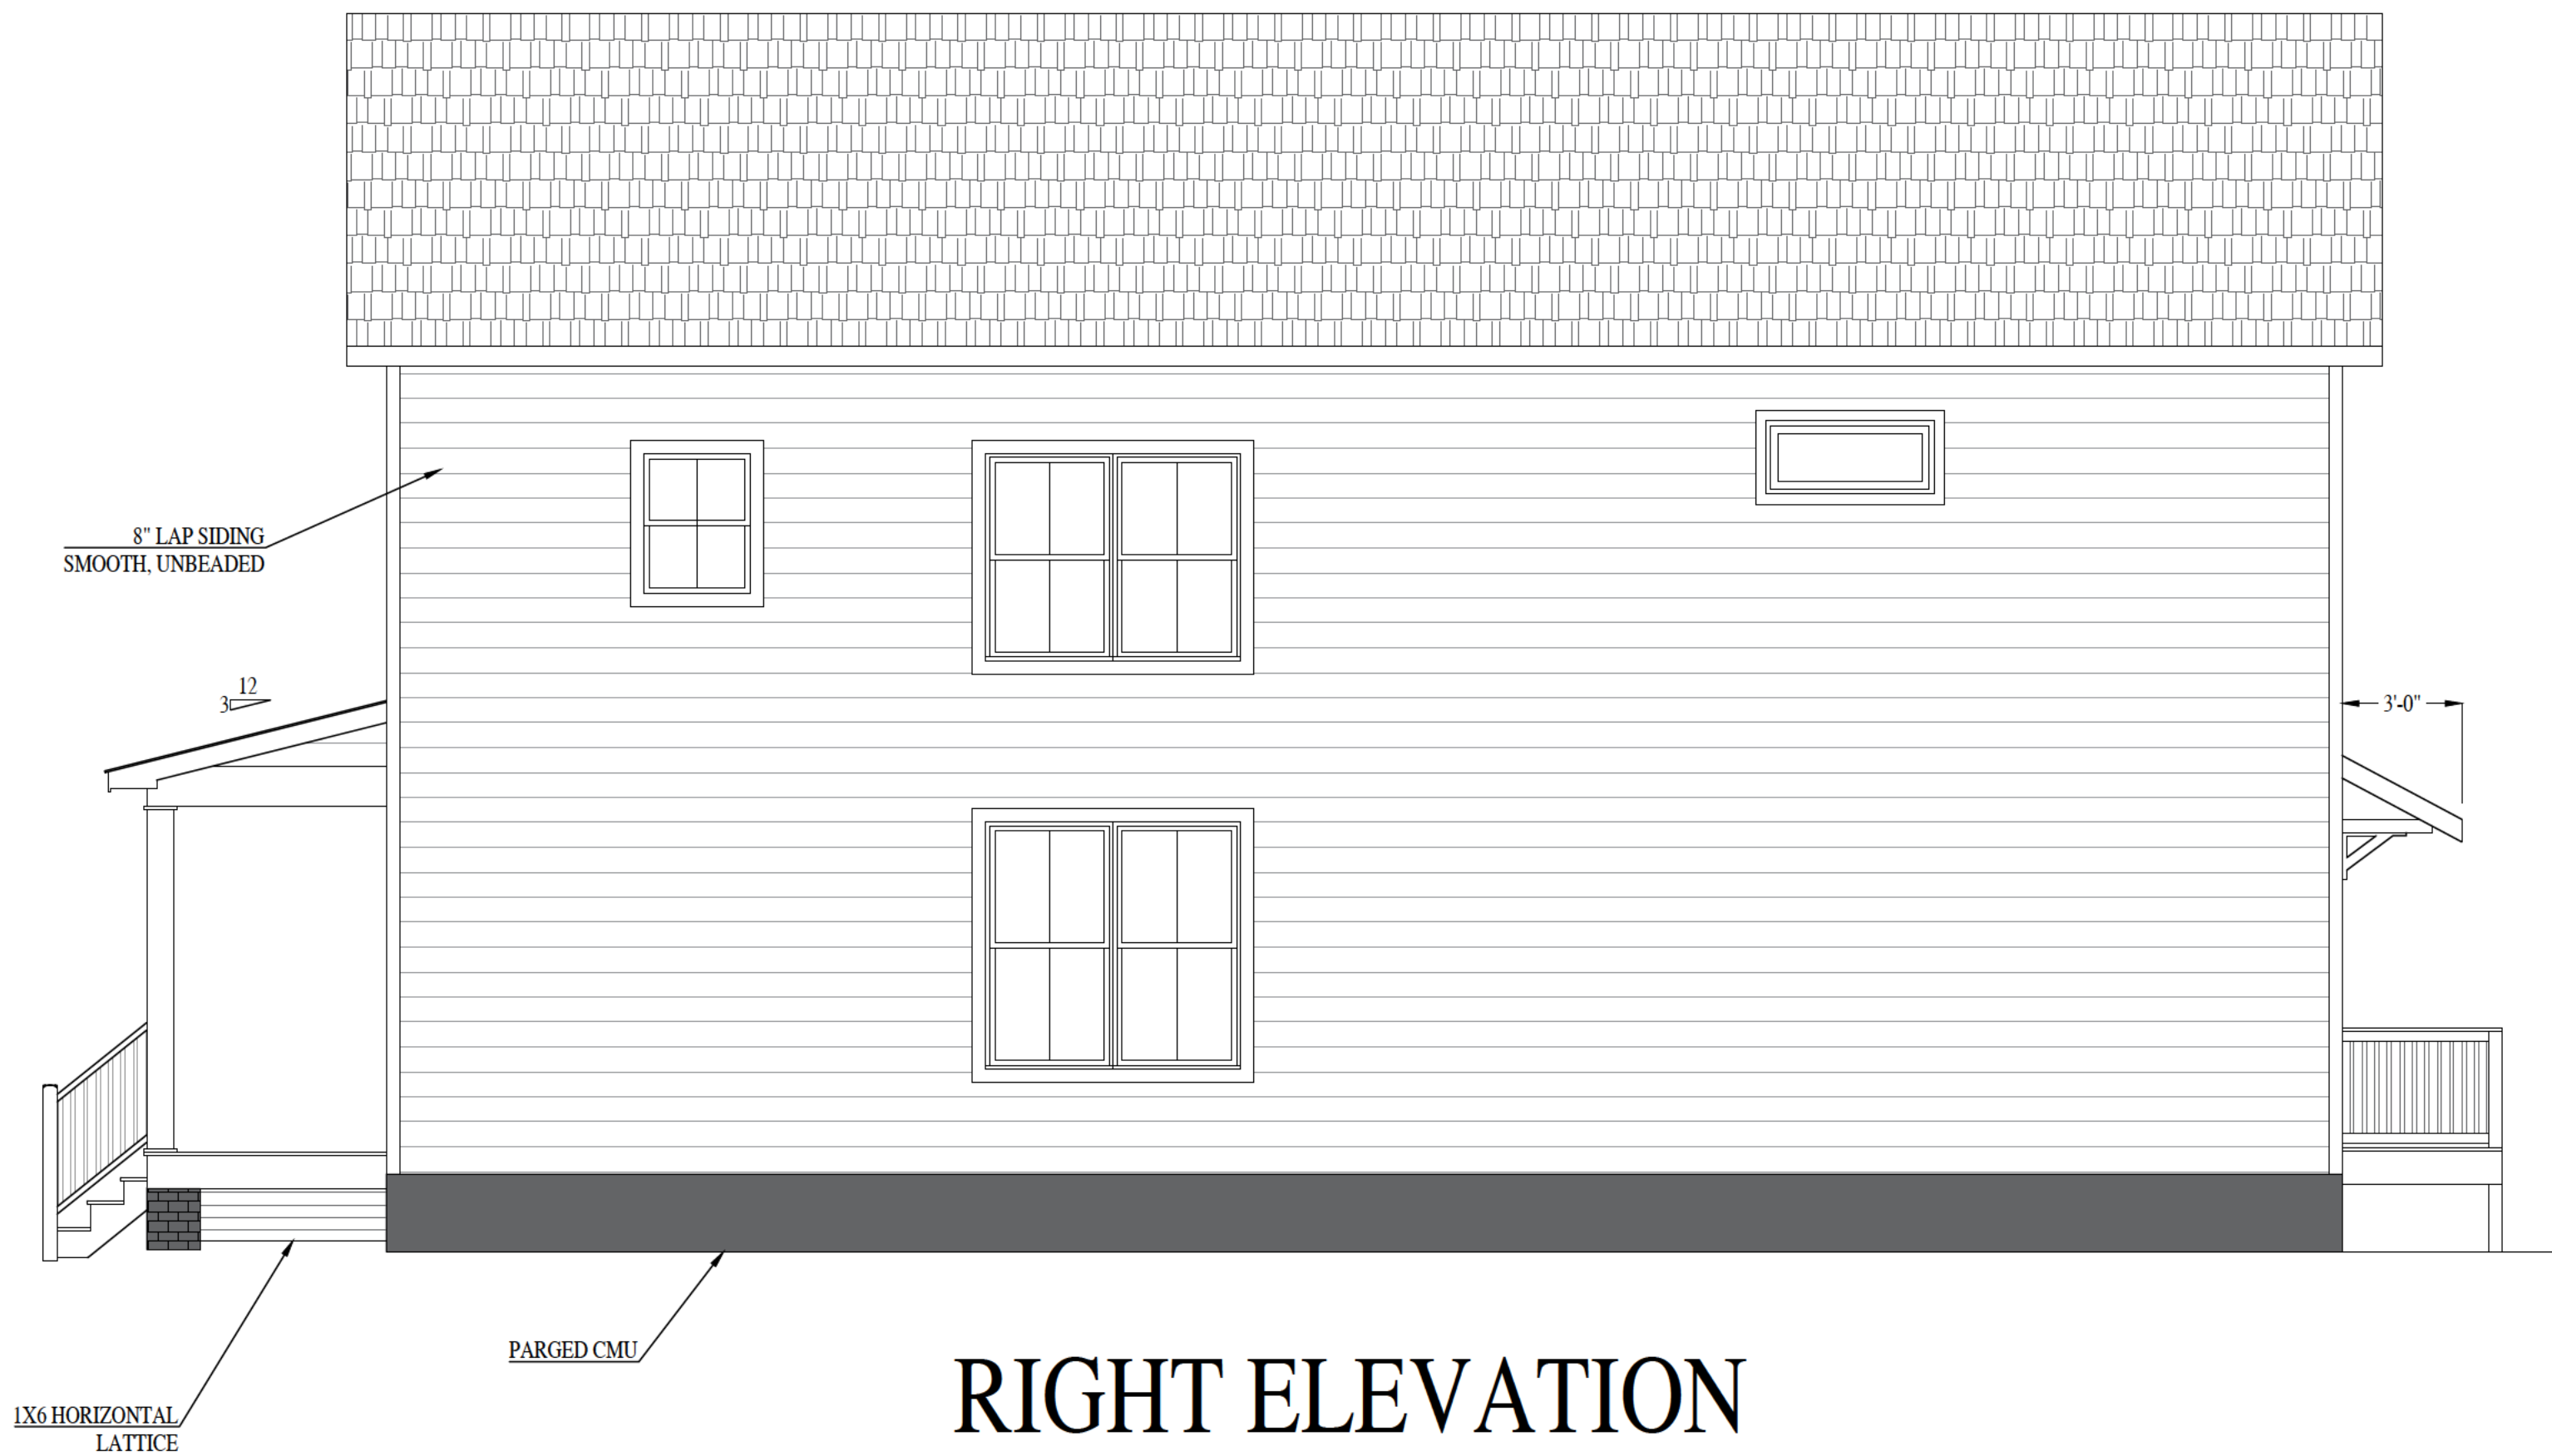 8" LAP SIDING
SMOOTH, UNBEADED
12
3
3'-0"
PARGED CMU
1X6 HORIZONTAL
LATTICE
RIGHT ELEVATION